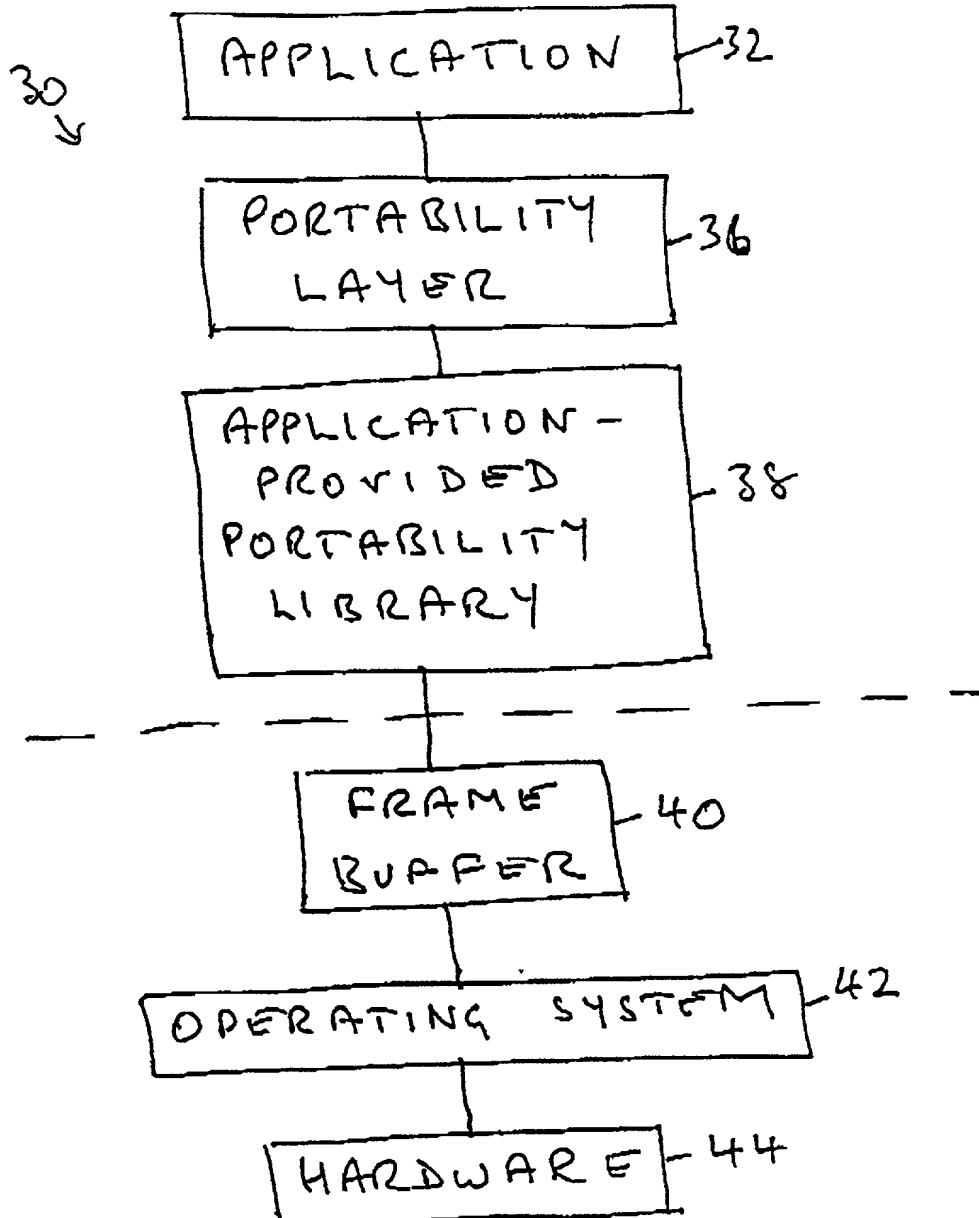 30
APPLICATION
32
PORTABILITY
LAYER
36
APPLICATION-
PROVIDED
PORTABILITY
LIBRARY
38
FRAME
BUFFER
40
OPERATING SYSTEM
42
HARDWARE
44